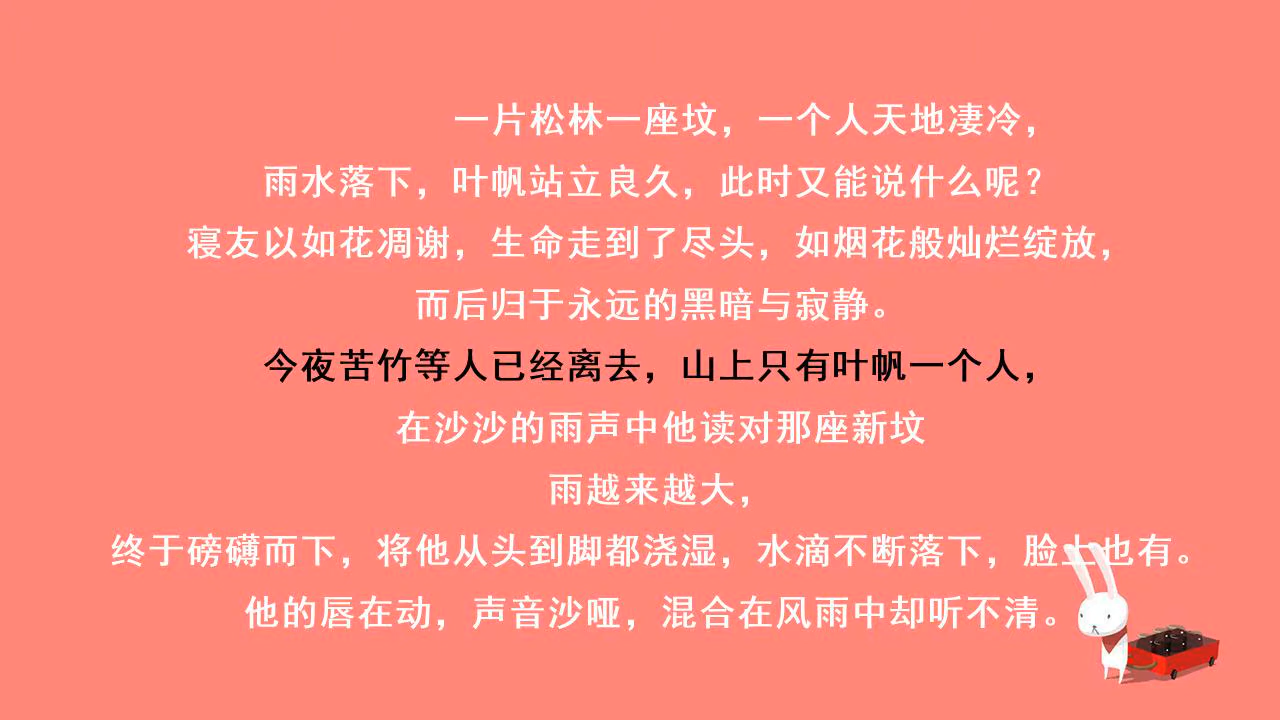 一片松林一座坟，一个人天地凄冷，
雨水落下，叶帆站立良久，此时又能说什么呢？
寝友以如花凋谢，生命走到了尽头，如烟花般灿烂绽放，
而后归于永远的黑暗与寂静。
今夜苦竹等人已经离去，山上只有叶帆一个人，
在沙沙的雨声中他读对那座新坟
雨越来越大，
终于磅礴而下，将他从头到脚都浇湿，水滴不断落下，脸上也有。
他的唇在动，声音沙哑，混合在风雨中却听不清。